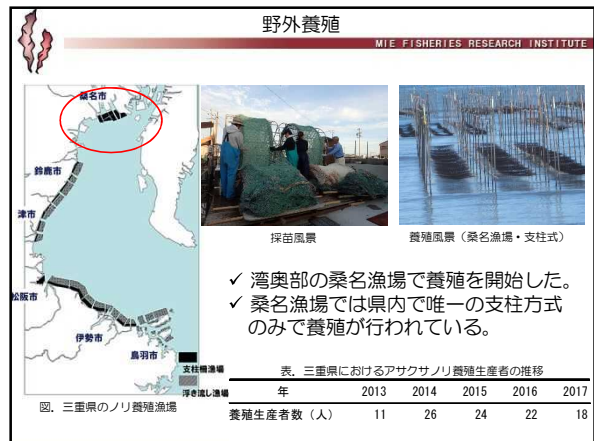 野外養殖
MIE FISHERIES RESEARCH INSTITUTE
桑名市
鈴鹿市
津市
松阪市
伊勢市
鳥羽市
支柱柵漁場
浮き流し漁場
図．三重県のノリ養殖漁場
採苗風景
養殖風景（桑名漁場・支柱式）
✓ 湾奥部の桑名漁場で養殖を開始した。
✓ 桑名漁場では県内で唯一の支柱方式
のみで養殖が行われている。
表．三重県におけるアサクサノリ養殖生産者の推移
年 2013 2014 2015 2016 2017
養殖生産者数（人） 11 26 24 22 18